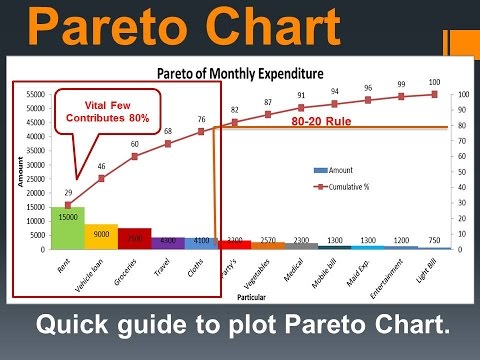 Pareto Chart
Pareto of Monthly Expenditure
Vital Few
Contributes 80%
80-20 Rule
Amount
55000
50000
45000
40000
35000
30000
25000
20000
15000
10000
5000
0
29
46
60
68
76
82
87
91
94
96
99
100
15000
9000
7500
4300
4100
3200
2570
2300
1300
1300
1200
750
Amount
Cumulative %
100
90
80
70
60
50
40
30
20
10
0
Rent
Vehicle loan
Groceries
Travel
Cloths
Party's
Vegetables
Medical
Mobile bill
Maid Exp.
Entertainment
Light Bill
Particular
Quick guide to plot Pareto Chart.